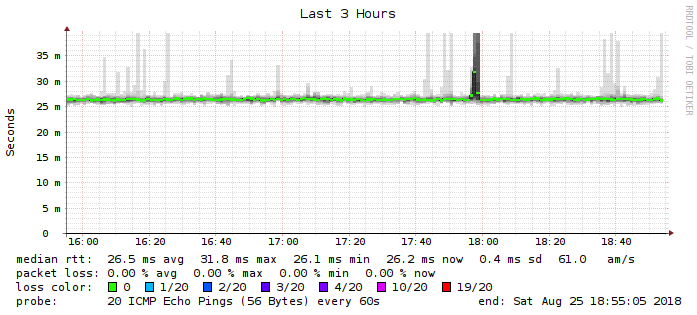 Last 3 Hours
RRDTOOL / TOBI OETIKER
Seconds
35 m
30 m
25 m
20 m
15 m
10 m
5 m
0
16:00 16:20 16:40 17:00 17:20 17:40 18:00 18:20 18:40
median rtt: 26.5 ms avg 31.8 ms max 26.1 ms min 26.2 ms now 0.4 ms sd 61.0 am/s
packet loss: 0.00 % avg 0.00 % max 0.00 % min 0.00 % now
loss color: 0 1/20 2/20 3/20 4/20 10/20 19/20
probe: 20 ICMP Echo Pings (56 Bytes) every 60s end: Sat Aug 25 18:55:05 2018